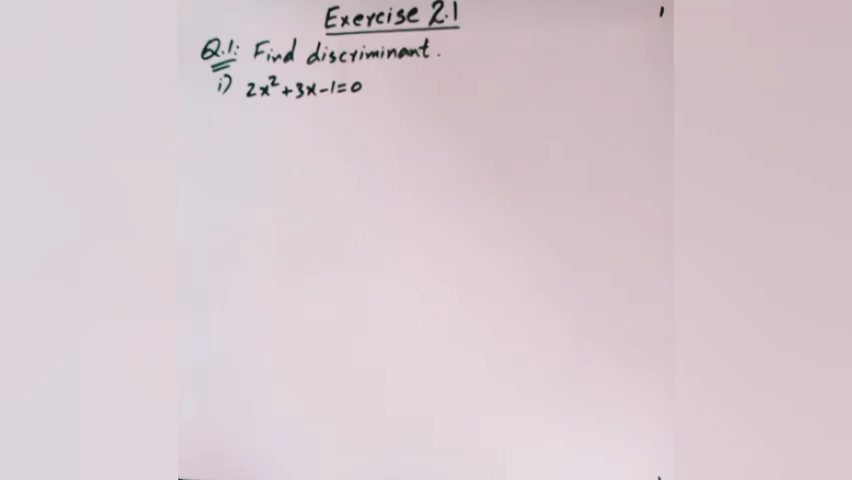 Exercise 2.1
Q.1: Find discriminant.
i) 2x²+3x-1=0